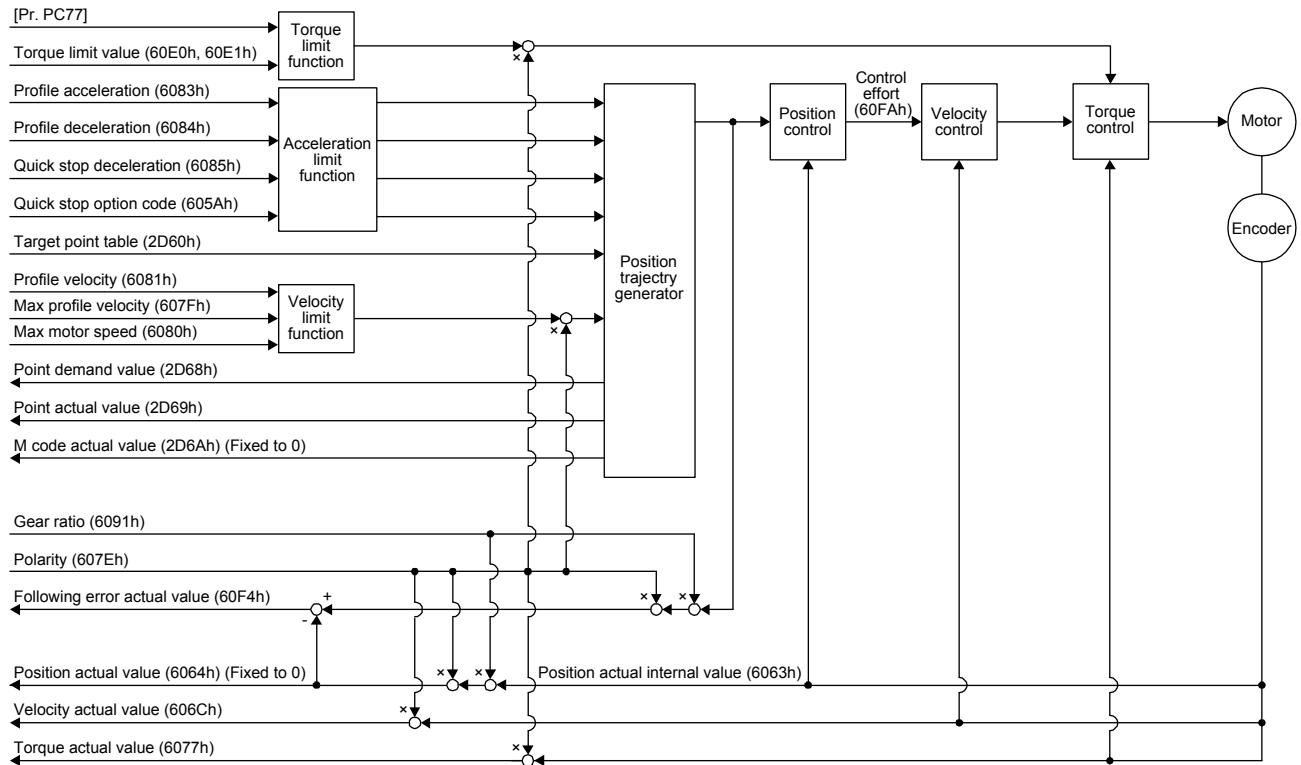 [Pr. PC77]
Torque limit value (60E0h, 60E1h)
Torque
limit
function
×
Profile acceleration (6083h)
Profile deceleration (6084h)
Quick stop deceleration (6085h)
Quick stop option code (605Ah)
Acceleration
limit
function
Target point table (2D60h)
Profile velocity (6081h)
Max profile velocity (607Fh)
Max motor speed (6080h)
Velocity
limit
function
×
Position
trajectry
generator
Position
control
Control
effort
(60FAh)
Velocity
control
Torque
control
Motor
Encoder
Point demand value (2D68h)
Point actual value (2D69h)
M code actual value (2D6Ah) (Fixed to 0)
Gear ratio (6091h)
Polarity (607Eh)
Following error actual value (60F4h)
+
-
×
×
Position actual value (6064h) (Fixed to 0)
×
×
Position actual internal value (6063h)
Velocity actual value (606Ch)
×
Torque actual value (6077h)
×